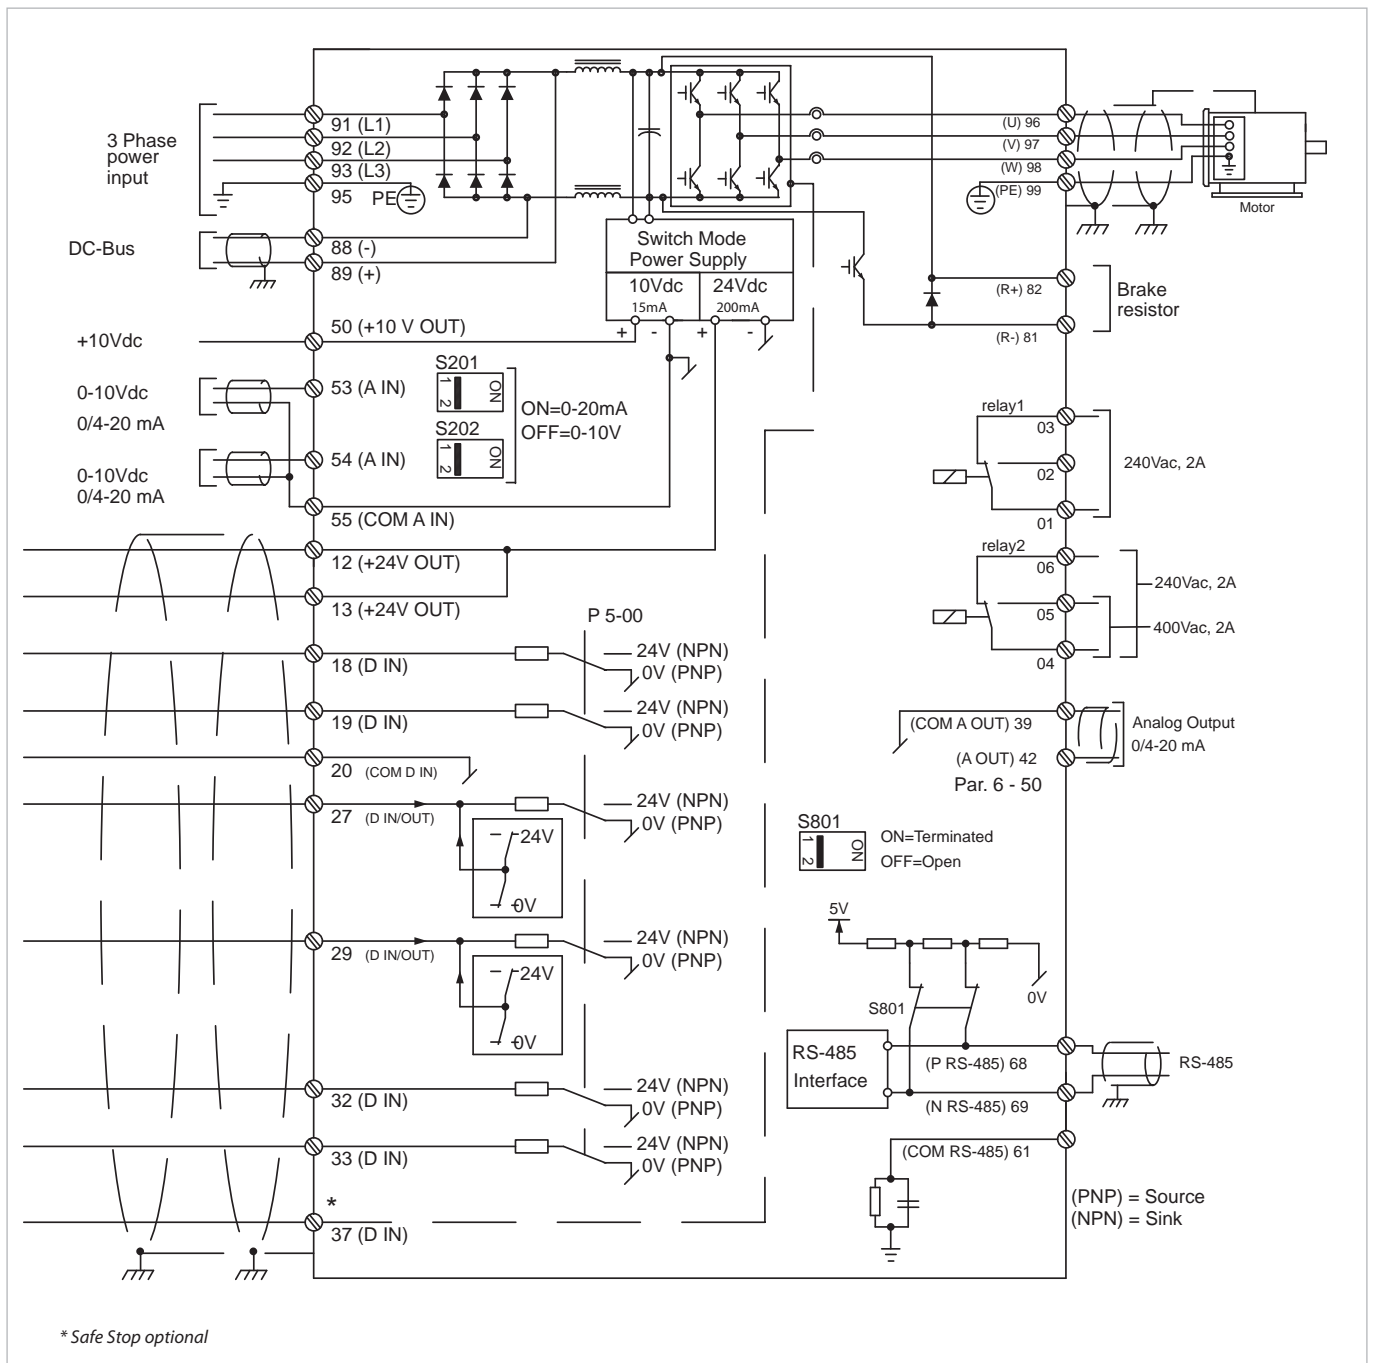 3 Phase
power
input
91 (L1)
92 (L2)
93 (L3)
95
PE
DC-Bus
88 (-)
89 (+)
+10Vdc
50 (+10 V OUT)
0-10Vdc
0/4-20 mA
53 (A IN)
0-10Vdc
0/4-20 mA
54 (A IN)
55 (COM A IN)
12 (+24V OUT)
13 (+24V OUT)
18 (D IN)
19 (D IN)
20 (COM D IN)
27 (D IN/OUT)
29 (D IN/OUT)
32 (D IN)
33 (D IN)
*
37 (D IN)
S201
1 2 ON
S202
1 2 ON
ON=0-20mA
OFF=0-10V
Switch Mode
Power Supply
10Vdc
15mA
24Vdc
200mA
+ - + -
P 5-00
24V (NPN)
0V (PNP)
24V (NPN)
0V (PNP)
24V (NPN)
0V (PNP)
24V
0V
24V (NPN)
0V (PNP)
24V
0V
24V (NPN)
0V (PNP)
24V (NPN)
0V (PNP)
(U) 96
(V) 97
(W) 98
(PE) 99
Motor
(R+) 82
(R-) 81
Brake
resistor
relay1
03
02
01
240Vac, 2A
relay2
06
05
04
240Vac, 2A
400Vac, 2A
(COM A OUT) 39
(A OUT) 42
Analog Output
0/4-20 mA
Par. 6 - 50
S801
1 2 ON
ON=Terminated
OFF=Open
5V
0V
S801
RS-485
Interface
(P RS-485) 68
(N RS-485) 69
RS-485
(COM RS-485) 61
(PNP) = Source
(NPN) = Sink
* Safe Stop optional